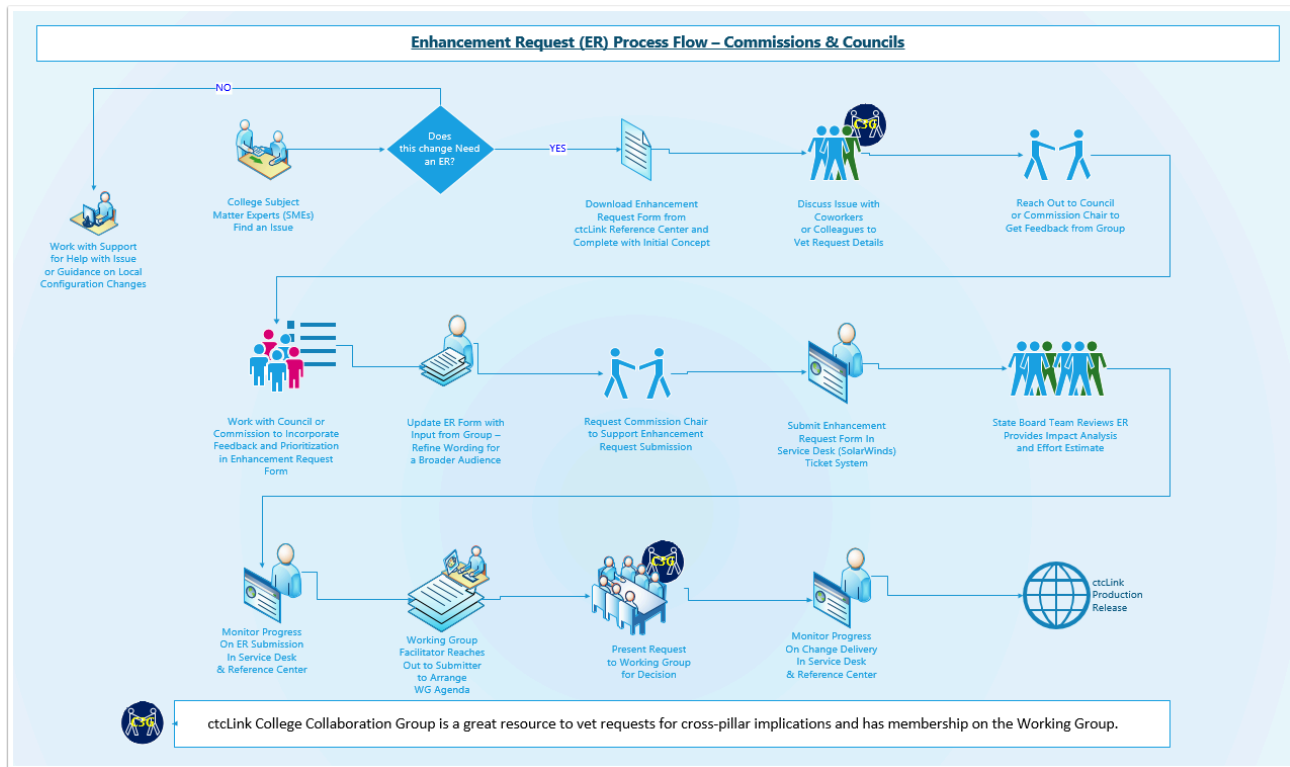 Enhancement Request (ER) Process Flow – Commissions & Councils
NO
Does
this change Need
an ER?
YES
C3G
College Subject
Matter Experts (SMEs)
Find an Issue
Download Enhancement
Request Form from
ctcLink Reference Center and
Complete with Initial Concept
Discuss Issue with
Coworkers
or Colleagues to
Vet Request Details
Reach Out to Council
or Commission Chair to
Get Feedback from Group
Work with Support
for Help with Issue
or Guidance on Local
Configuration Changes
Work with Council or
Commission to Incorporate
Feedback and Prioritization
in Enhancement Request
Form
Update ER Form with
Input from Group –
Refine Wording for
a Broader Audience
Request Commission Chair
to Support Enhancement
Request Submission
Submit Enhancement
Request Form In
Service Desk (SolarWinds)
Ticket System
State Board Team Reviews ER
Provides Impact Analysis
and Effort Estimate
C3G
Monitor Progress
On ER Submission
In Service Desk
& Reference Center
Working Group
Facilitator Reaches
Out to Submitter
to Arrange
WG Agenda
Present Request
to Working Group
for Decision
Monitor Progress
On Change Delivery
In Service Desk
& Reference Center
ctcLink
Production
Release
C3G
ctcLink College Collaboration Group is a great resource to vet requests for cross-pillar implications and has membership on the Working Group.